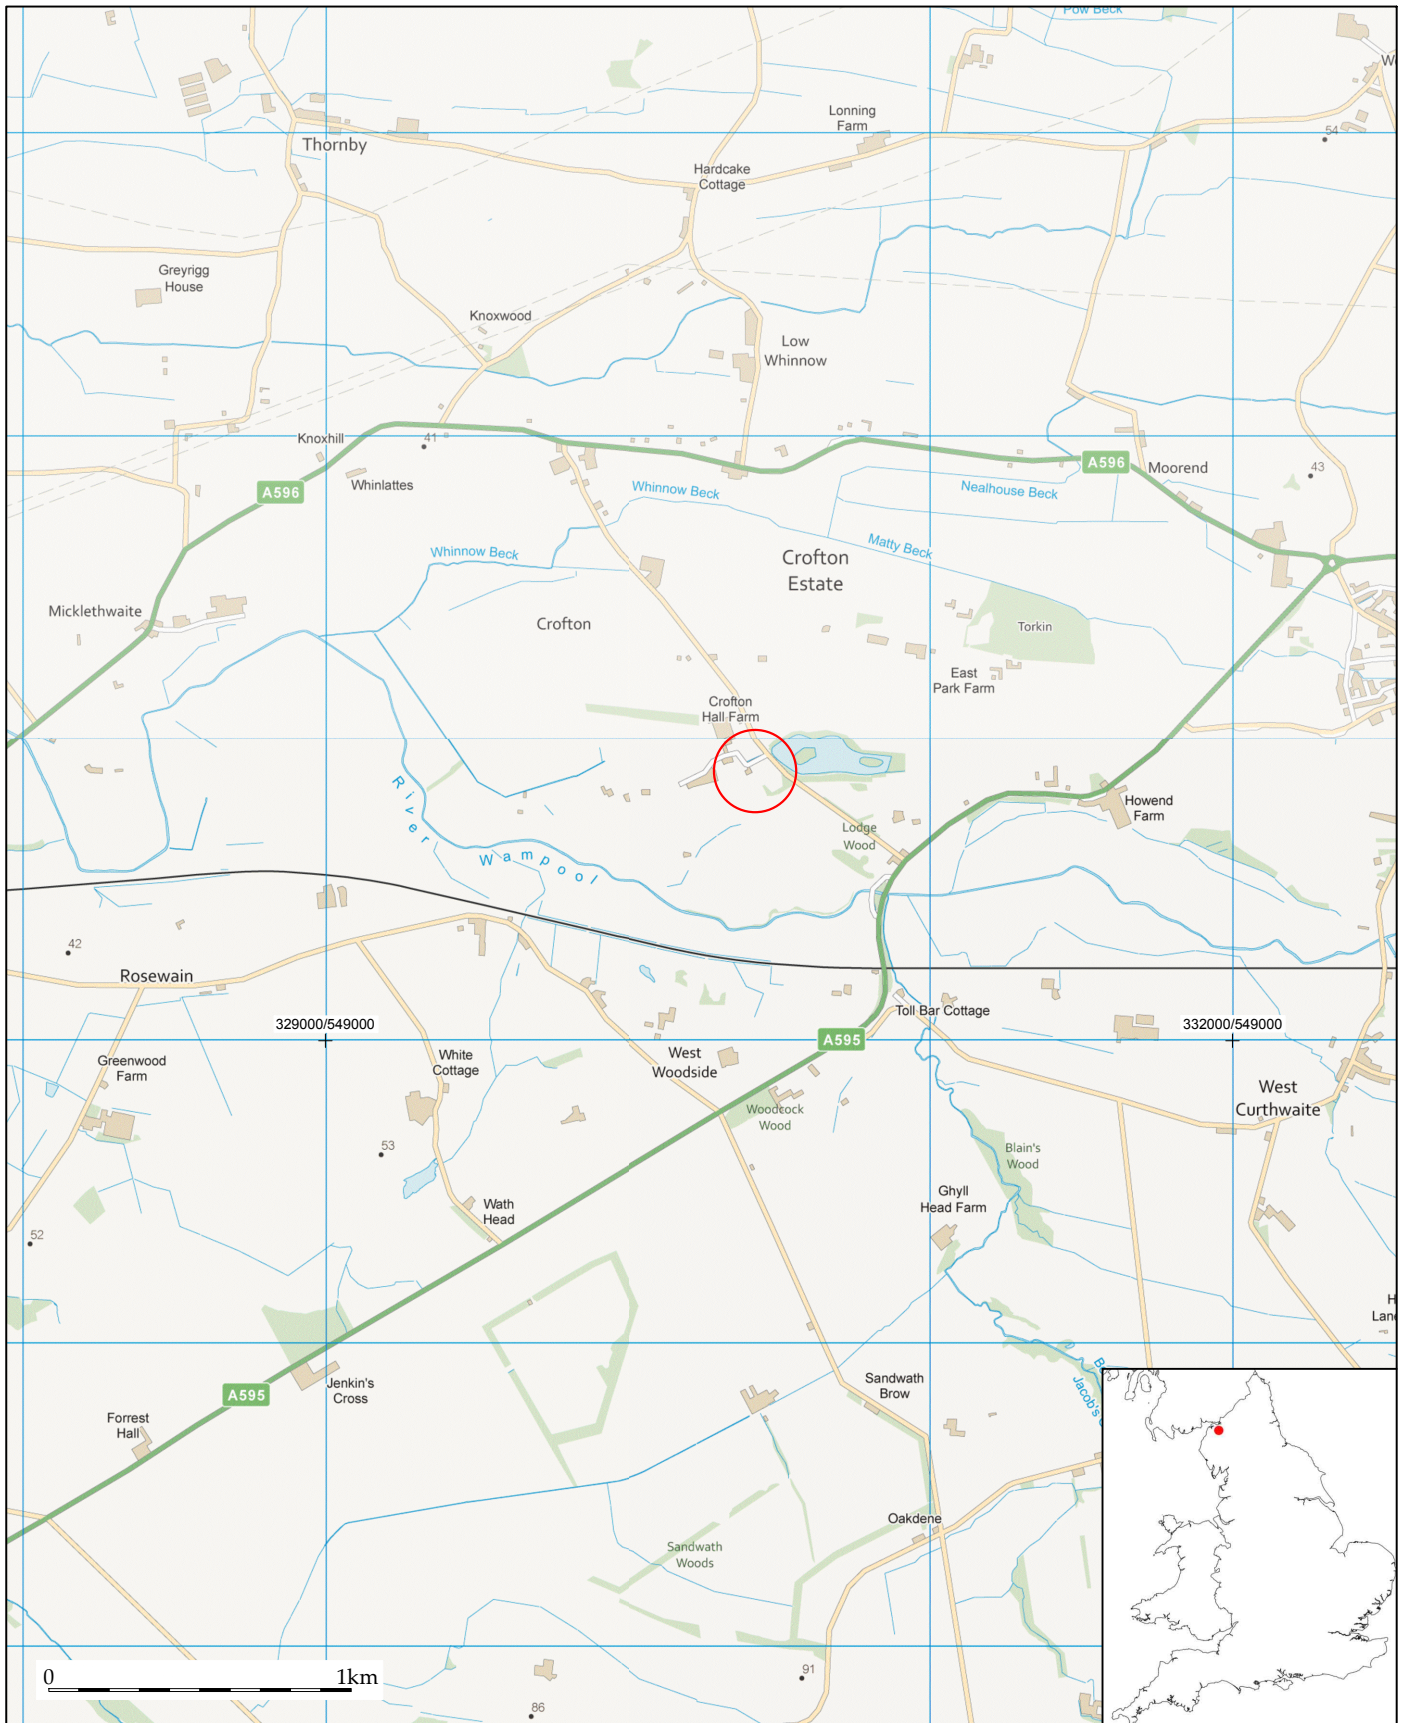 Pow Beck
54
Lonning
Farm
Thornby
Hardcake
Cottage
Greyrigg
House
Knoxwood
Low
Whinnow
Knoxhill
41
A596
Moorend
43
A596
Whinlattes
Whinnow Beck
Nealhouse Beck
Matty Beck
Whinnow Beck
Crofton
Estate
Micklethwaite
Crofton
Torkin
East
Park Farm
Crofton
Hall Farm
River
Wampool
Howend
Farm
Lodge
Wood
42
Rosewain
Toll Bar Cottage
329000/549000
332000/549000
A595
Greenwood
Farm
White
Cottage
West
Woodside
West
Curthwaite
Woodcock
Wood
53
Blain's
Wood
Ghyll
Head Farm
Wath
Head
52
Jenkin's
Cross
A595
Sandwath
Brow
Jacob's
Forrest
Hall
Oakdene
Sandwath
Woods
0 1km
91
86